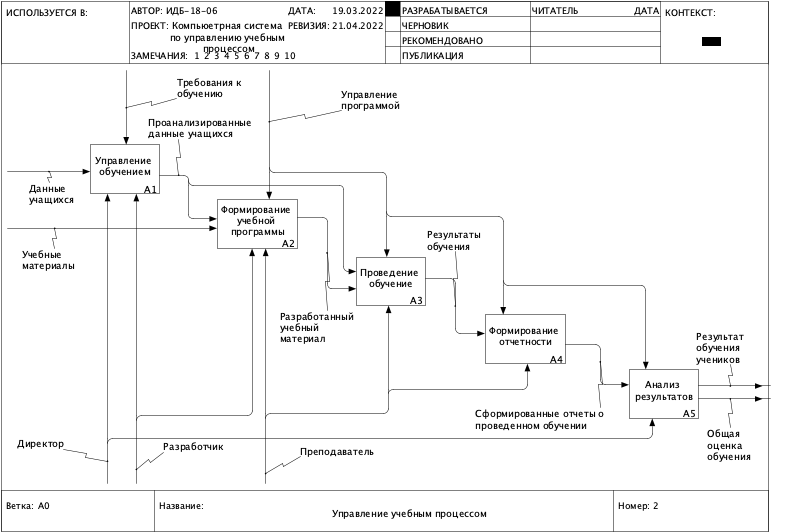 ИСПОЛЬЗУЕТСЯ В:
АВТОР: ИДБ-18-06
ДАТА: 19.03.2022
РАЗРАБАТЫВАЕТСЯ
ЧИТАТЕЛЬ
ДАТА
КОНТЕКСТ:
ПРОЕКТ: Компьюетрная система
по управлению учебным
процессом
РЕВИЗИЯ: 21.04.2022
ЧЕРНОВИК
РЕКОМЕНДОВАНО
ЗАМЕЧАНИЯ: 1 2 3 4 5 6 7 8 9 10
ПУБЛИКАЦИЯ
Требования к
обучению
Управление
программой
Проанализированные
данные учащихся
Управление
обучением
A1
Данные
учащихся
Формирование
учебной
программы
A2
Учебные
материалы
Результаты
обучения
Проведение
обучение
A3
Разработанный
учебный
материал
Формирование
отчетности
A4
Результат
обучения
учеников
Анализ
результатов
A5
Сформированные отчеты о
проведенном обучении
Общая
оценка
обучения
Директор
Разработчик
Преподаватель
Ветка: A0
Название:
Управление учебным процессом
Номер: 2